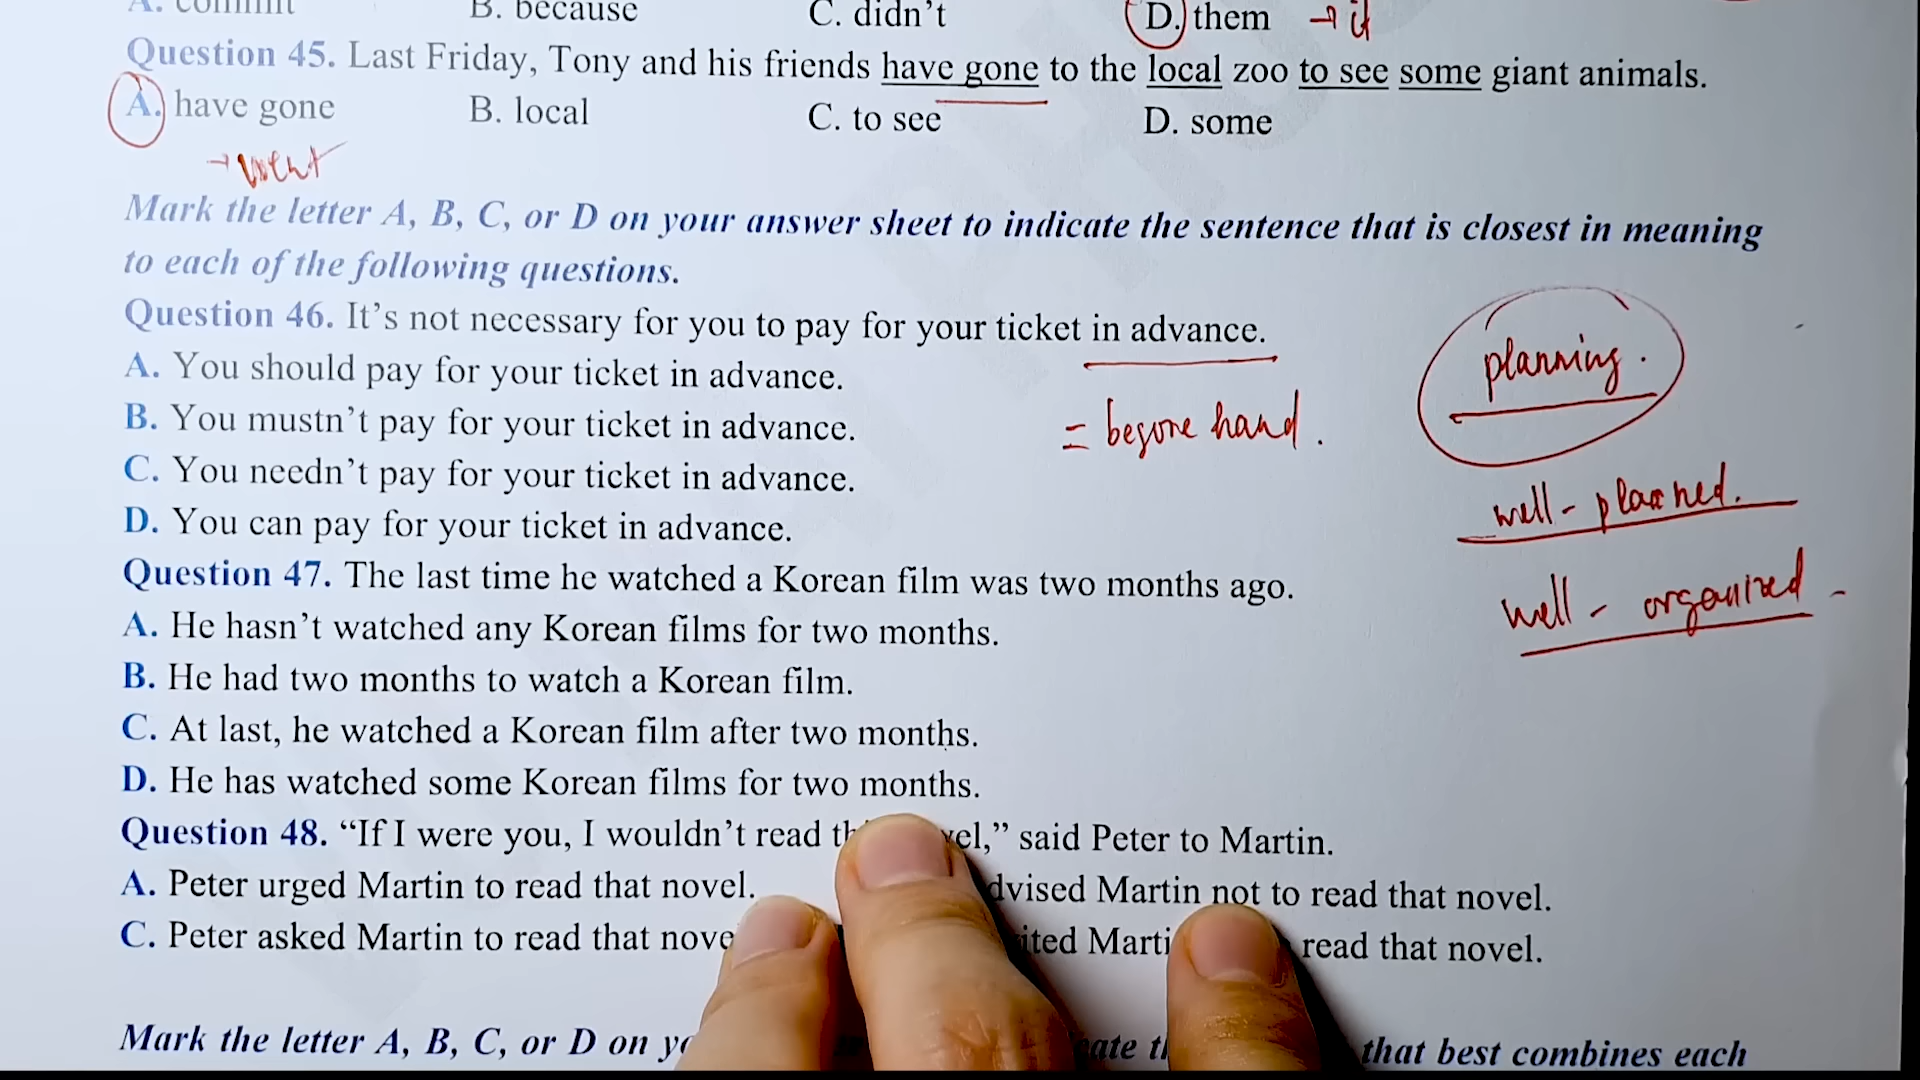 A. commit B. because C. didn't D. them → it
Question 45. Last Friday, Tony and his friends have gone to the local zoo to see some giant animals.
A. have gone B. local C. to see D. some
→ went
Mark the letter A, B, C, or D on your answer sheet to indicate the sentence that is closest in meaning
to each of the following questions.
Question 46. It's not necessary for you to pay for your ticket in advance.
planning.
A. You should pay for your ticket in advance.
B. You mustn't pay for your ticket in advance.
= before hand.
C. You needn't pay for your ticket in advance.
well - planned.
D. You can pay for your ticket in advance.
Question 47. The last time he watched a Korean film was two months ago.
well - organized -
A. He hasn't watched any Korean films for two months.
B. He had two months to watch a Korean film.
C. At last, he watched a Korean film after two months.
D. He has watched some Korean films for two months.
Question 48. “If I were you, I wouldn't read said Peter to Martin.
A. Peter urged Martin to read that novel. Martin not to read that novel.
C. Peter asked Martin to read that read that novel.
Mark the letter A, B, C, or D on that best combines each